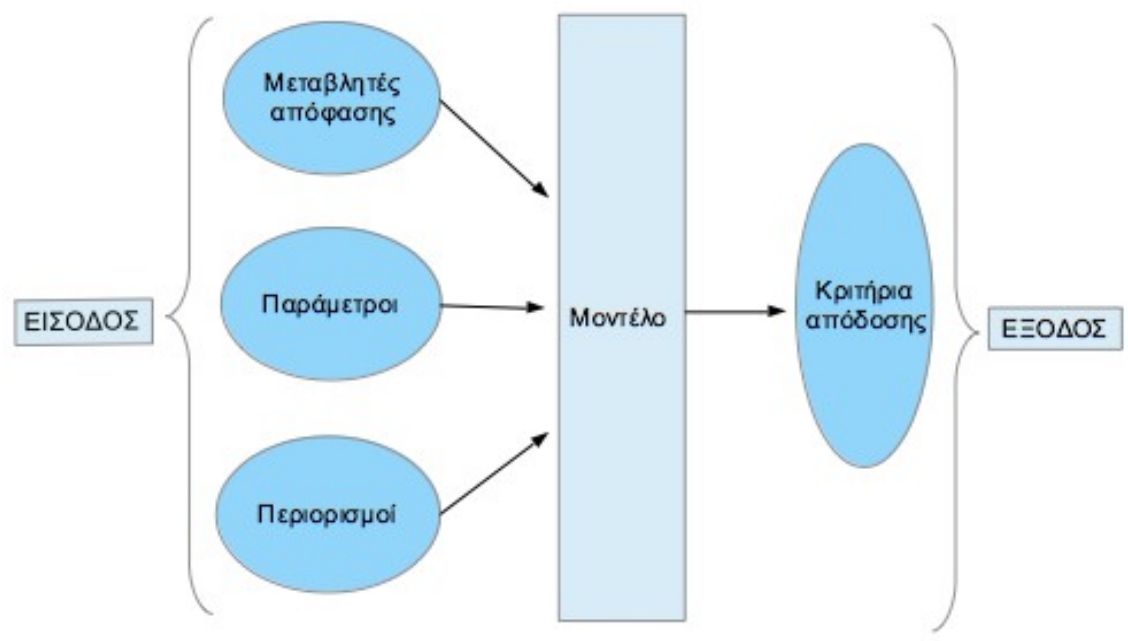 ΕΙΣΟΔΟΣ
Μεταβλητές
απόφασης
Παράμετροι
Περιορισμοί
Μοντέλο
Κριτήρια
απόδοσης
ΕΞΟΔΟΣ